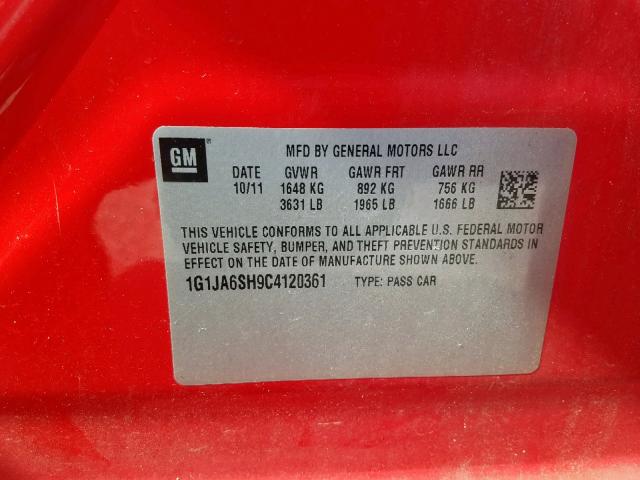 GM ®
MFD BY GENERAL MOTORS LLC
DATE GVWR GAWR FRT GAWR RR
10/11 1648 KG 892 KG 756 KG
3631 LB 1965 LB 1666 LB
THIS VEHICLE CONFORMS TO ALL APPLICABLE U.S. FEDERAL MOTOR
VEHICLE SAFETY, BUMPER, AND THEFT PREVENTION STANDARDS IN
EFFECT ON THE DATE OF MANUFACTURE SHOWN ABOVE.
1G1JA6SH9C4120361 TYPE: PASS CAR